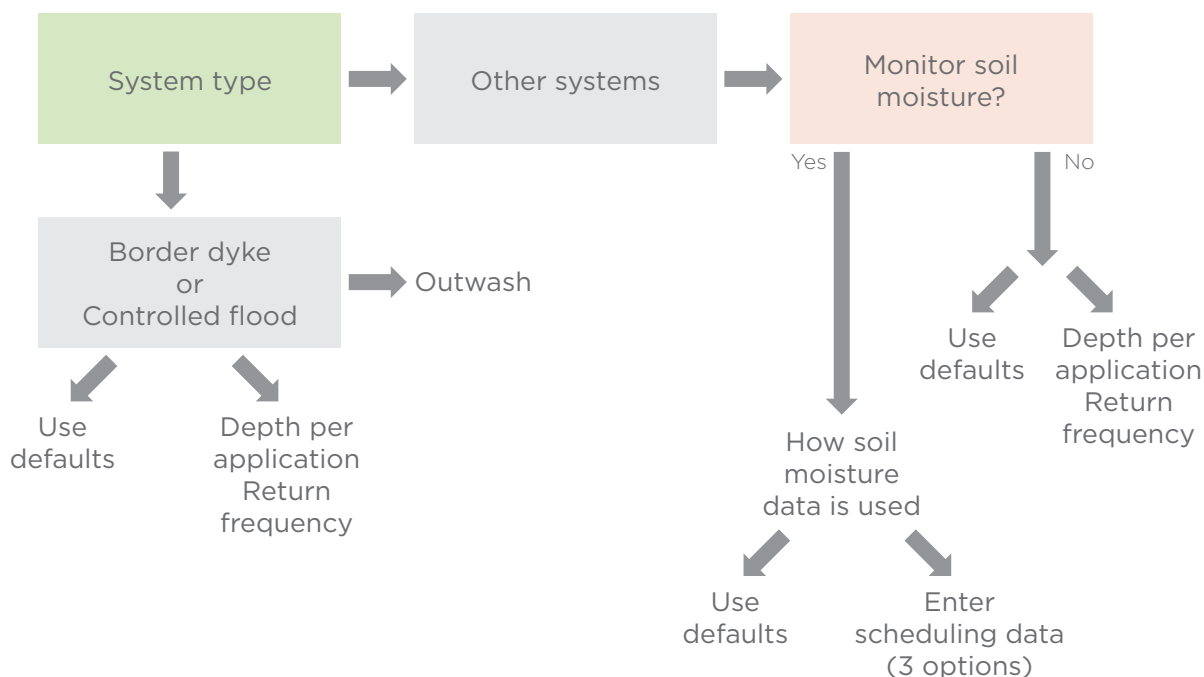 System type
Other systems
Monitor soil
moisture?
Yes
No
Border dyke
or
Controlled flood
Outwash
Use
defaults
Depth per
application
Return
frequency
Use
defaults
Depth per
application
Return
frequency
How soil
moisture
data is used
Use
defaults
Enter
scheduling data
(3 options)